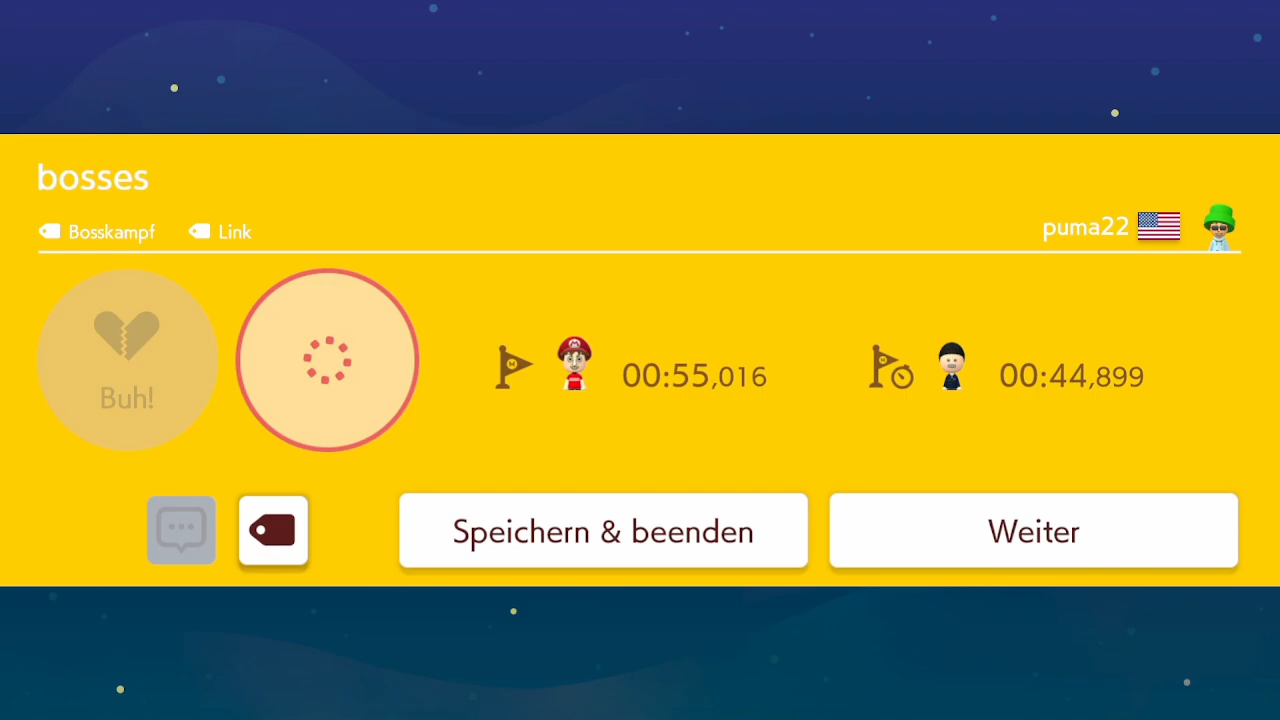 bosses
Bosskampf Link
puma22
Buh!
00:55,016
00:44,899
Speichern & beenden
Weiter